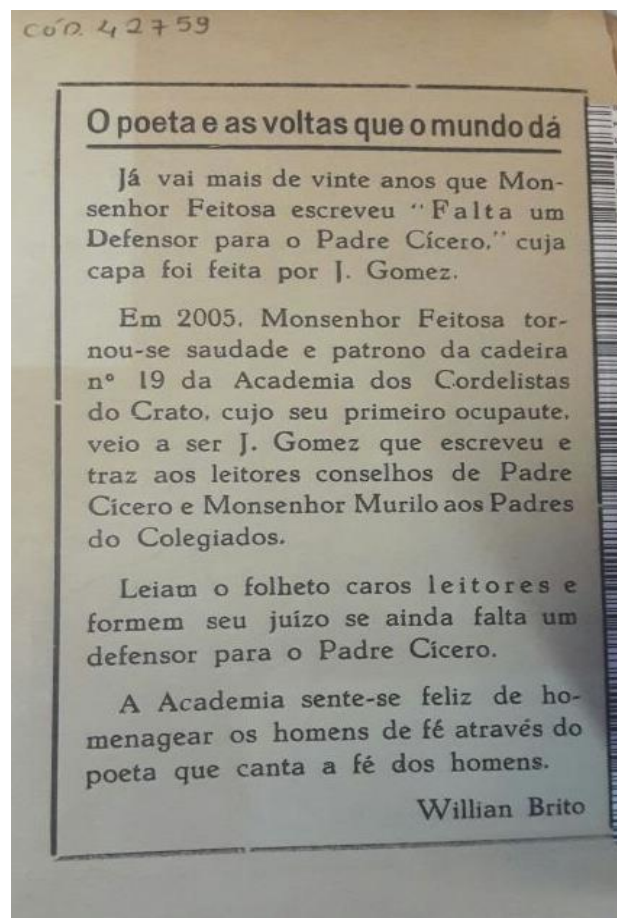 CÓD. 42759
O poeta e as voltas que o mundo dá
Já vai mais de vinte anos que Mon-
senhor Feitosa escreveu “Falta um
Defensor para o Padre Cícero,” cuja
capa foi feita por J. Gomez.
Em 2005, Monsenhor Feitosa tor-
nou-se saudade e patrono da cadeira
nº 19 da Academia dos Cordelistas
do Crato, cujo seu primeiro ocupaute,
veio a ser J. Gomez que escreveu e
traz aos leitores conselhos de Padre
Cícero e Monsenhor Murilo aos Padres
do Colegiados.
Leiam o folheto caros leitores e
formem seu juízo se ainda falta um
defensor para o Padre Cícero.
A Academia sente-se feliz de ho-
menagear os homens de fé através do
poeta que canta a fé dos homens.
Willian Brito